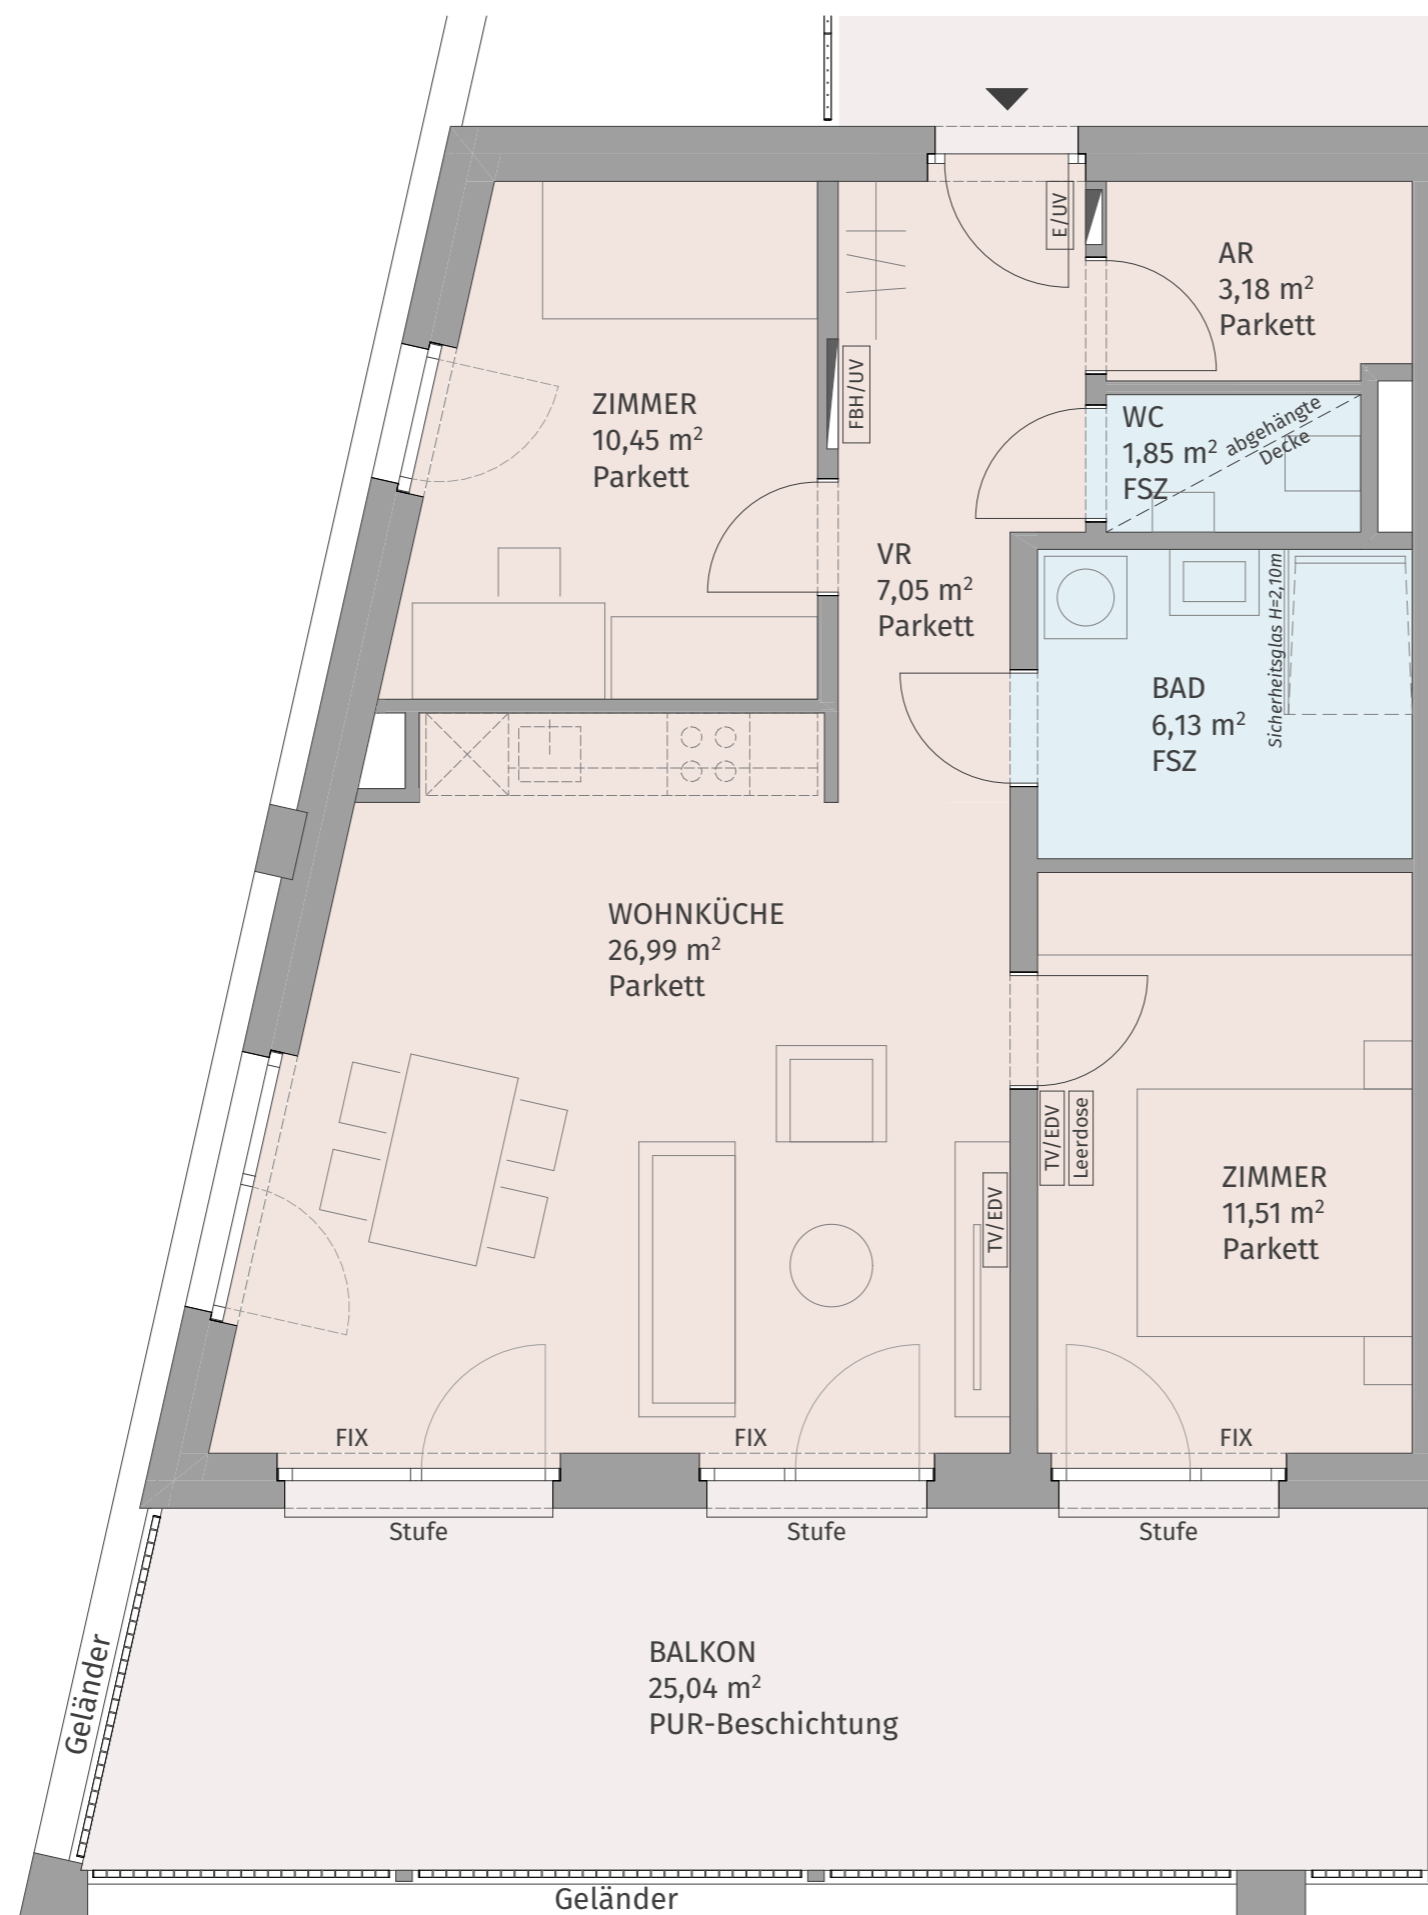 E/UV
AR
3,18 m²
Parkett
ZIMMER
10,45 m²
Parkett
FBH/UV
WC
1,85 m²
FSZ
abgehängte
Decke
VR
7,05 m²
Parkett
BAD
6,13 m²
FSZ
Sicherheitsglas H=2,10m
WOHNKÜCHE
26,99 m²
Parkett
TV/EDV
TV/EDV
Leerdose
ZIMMER
11,51 m²
Parkett
FIX
FIX
FIX
Stufe
Stufe
Stufe
BALKON
25,04 m²
PUR-Beschichtung
Geländer
Geländer